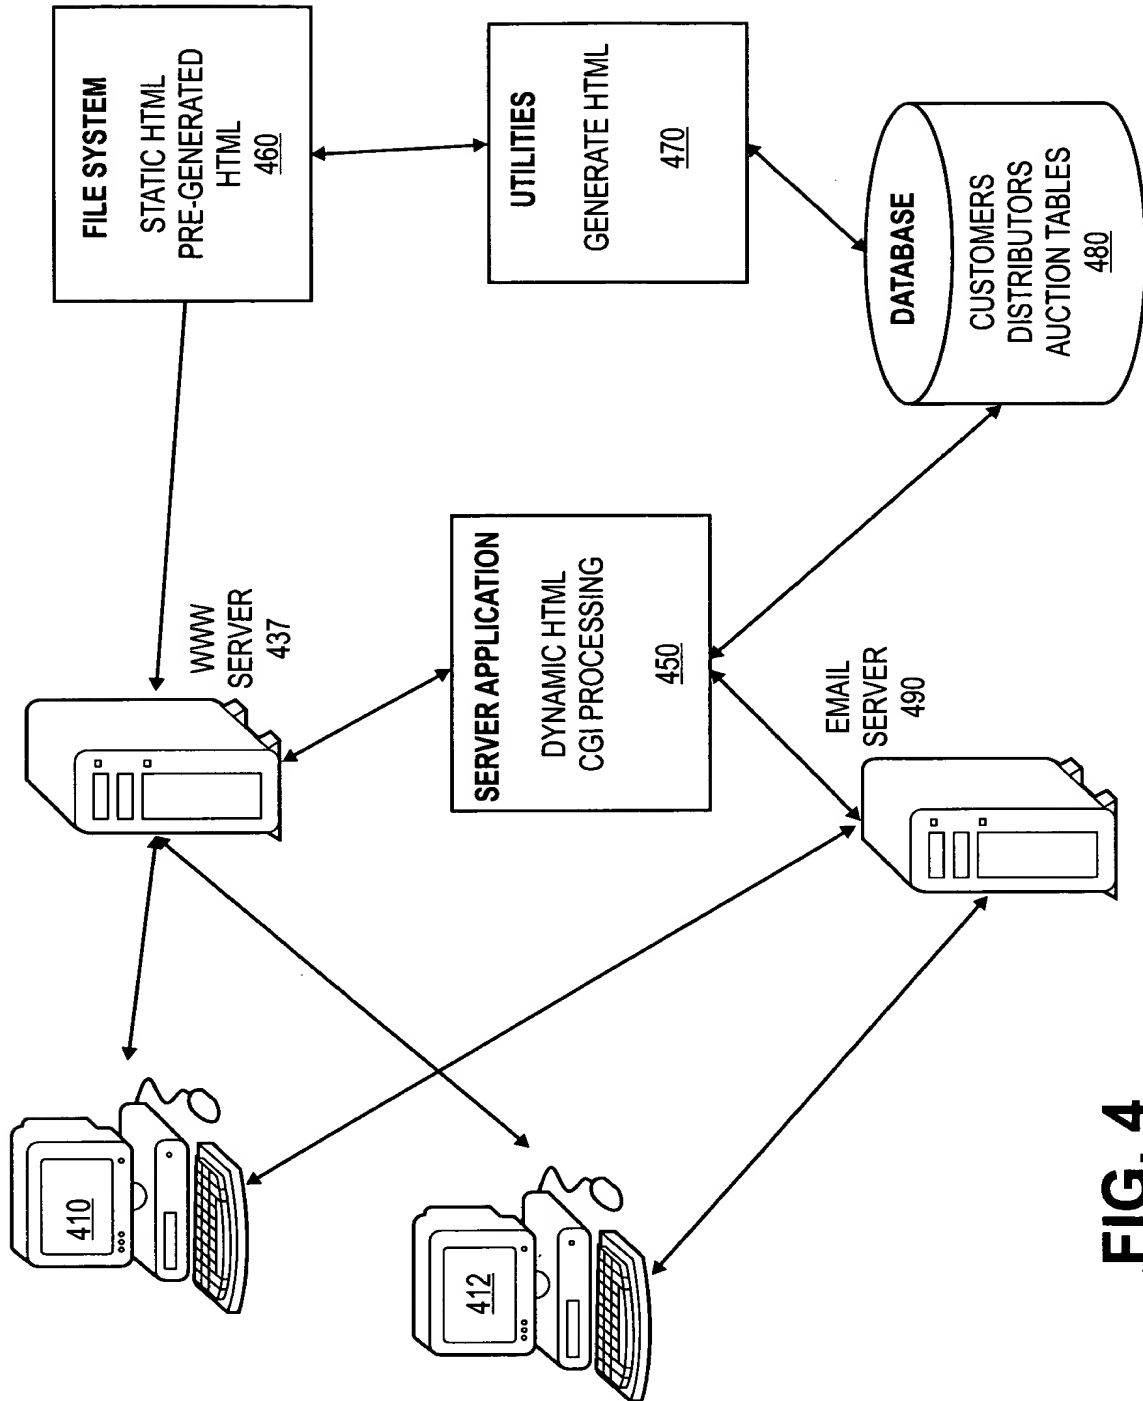 FILE SYSTEM
STATIC HTML
PRE-GENERATED
HTML
460
UTILITIES
GENERATE HTML
470
DATABASE
CUSTOMERS
DISTRIBUTORS
AUCTION TABLES
480
WWW
SERVER
437
SERVER APPLICATION
DYNAMIC HTML
CGI PROCESSING
450
EMAIL
SERVER
490
410
412
FIG. 4